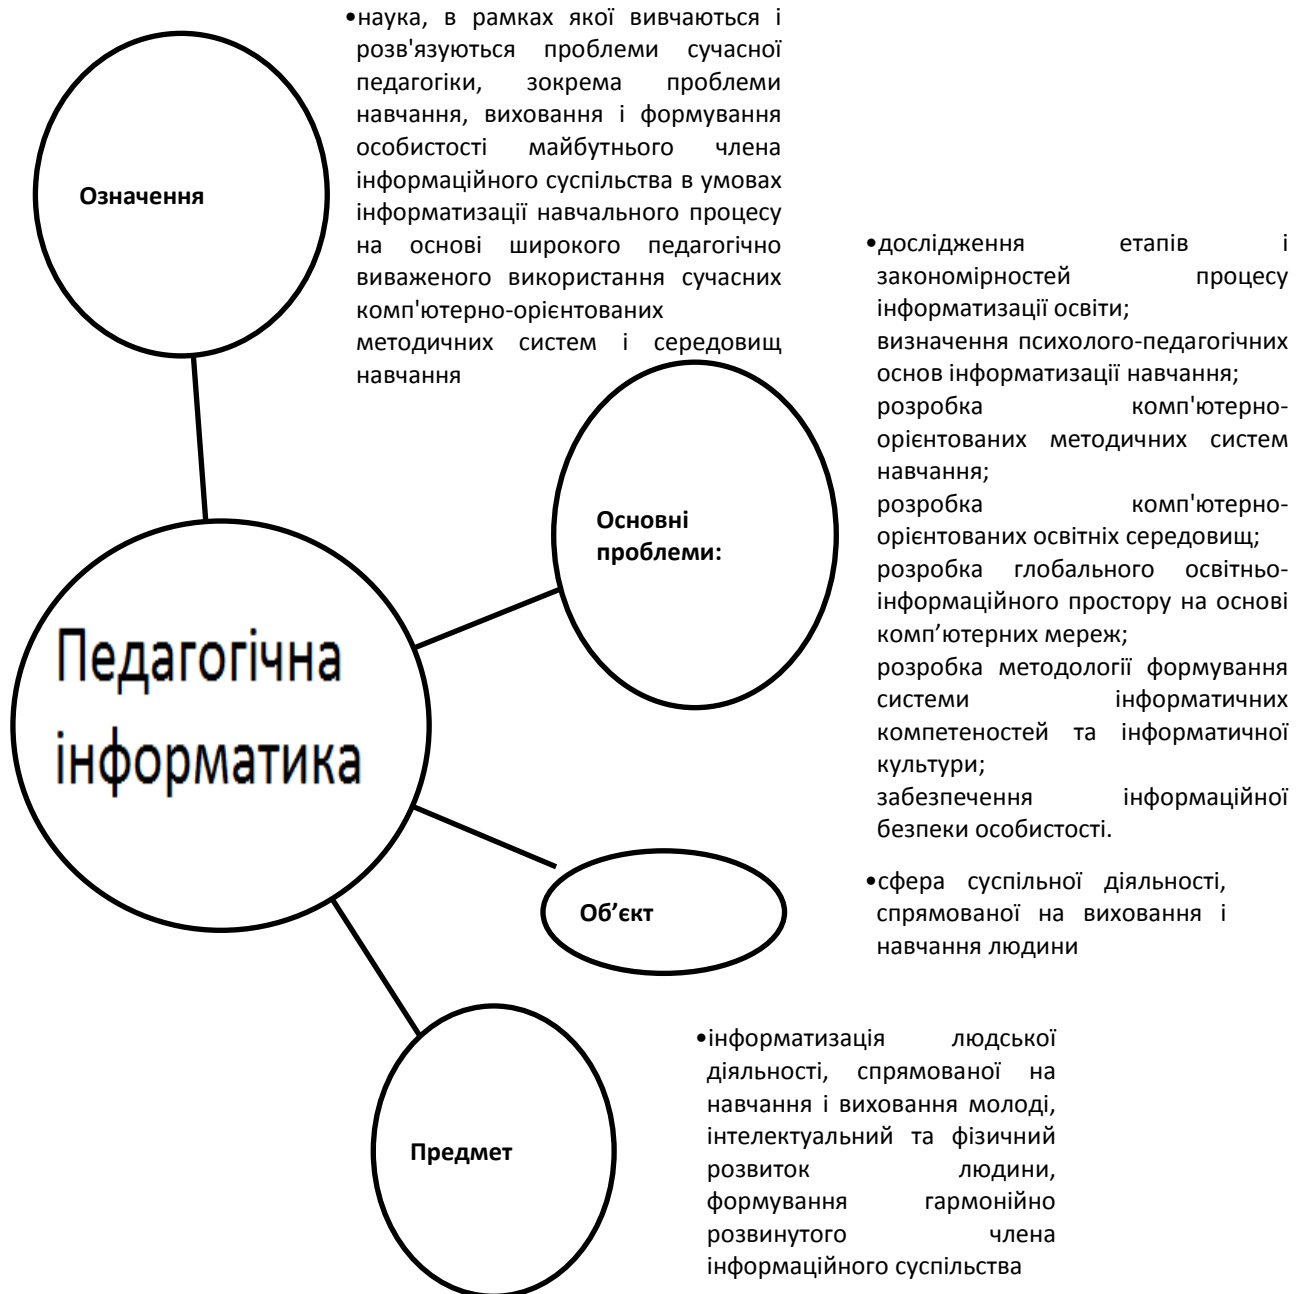 •наука, в рамках якої вивчаються і
розв'язуються проблеми сучасної
педагогіки, зокрема проблеми
навчання, виховання і формування
особистості майбутнього члена
інформаційного суспільства в умовах
інформатизації навчального процесу
на основі широкого педагогічно
виваженого використання сучасних
комп'ютерно-орієнтованих
методичних систем і середовищ
навчання
Означення
•дослідження етапів і
закономірностей процесу
інформатизації освіти;
визначення психолого-педагогічних
основ інформатизації навчання;
розробка комп'ютерно-
орієнтованих методичних систем
навчання;
розробка комп'ютерно-
орієнтованих освітніх середовищ;
розробка глобального освітньо-
інформаційного простору на основі
комп’ютерних мереж;
розробка методології формування
системи інформатичних
компетеностей та інформатичної
культури;
забезпечення інформаційної
безпеки особистості.
Основні
проблеми:
Педагогічна
інформатика
Об’єкт
•сфера суспільної діяльності,
спрямованої на виховання і
навчання людини
Предмет
•інформатизація людської
діяльності, спрямованої на
навчання і виховання молоді,
інтелектуальний та фізичний
розвиток людини,
формування гармонійно
розвинутого члена
інформаційного суспільства